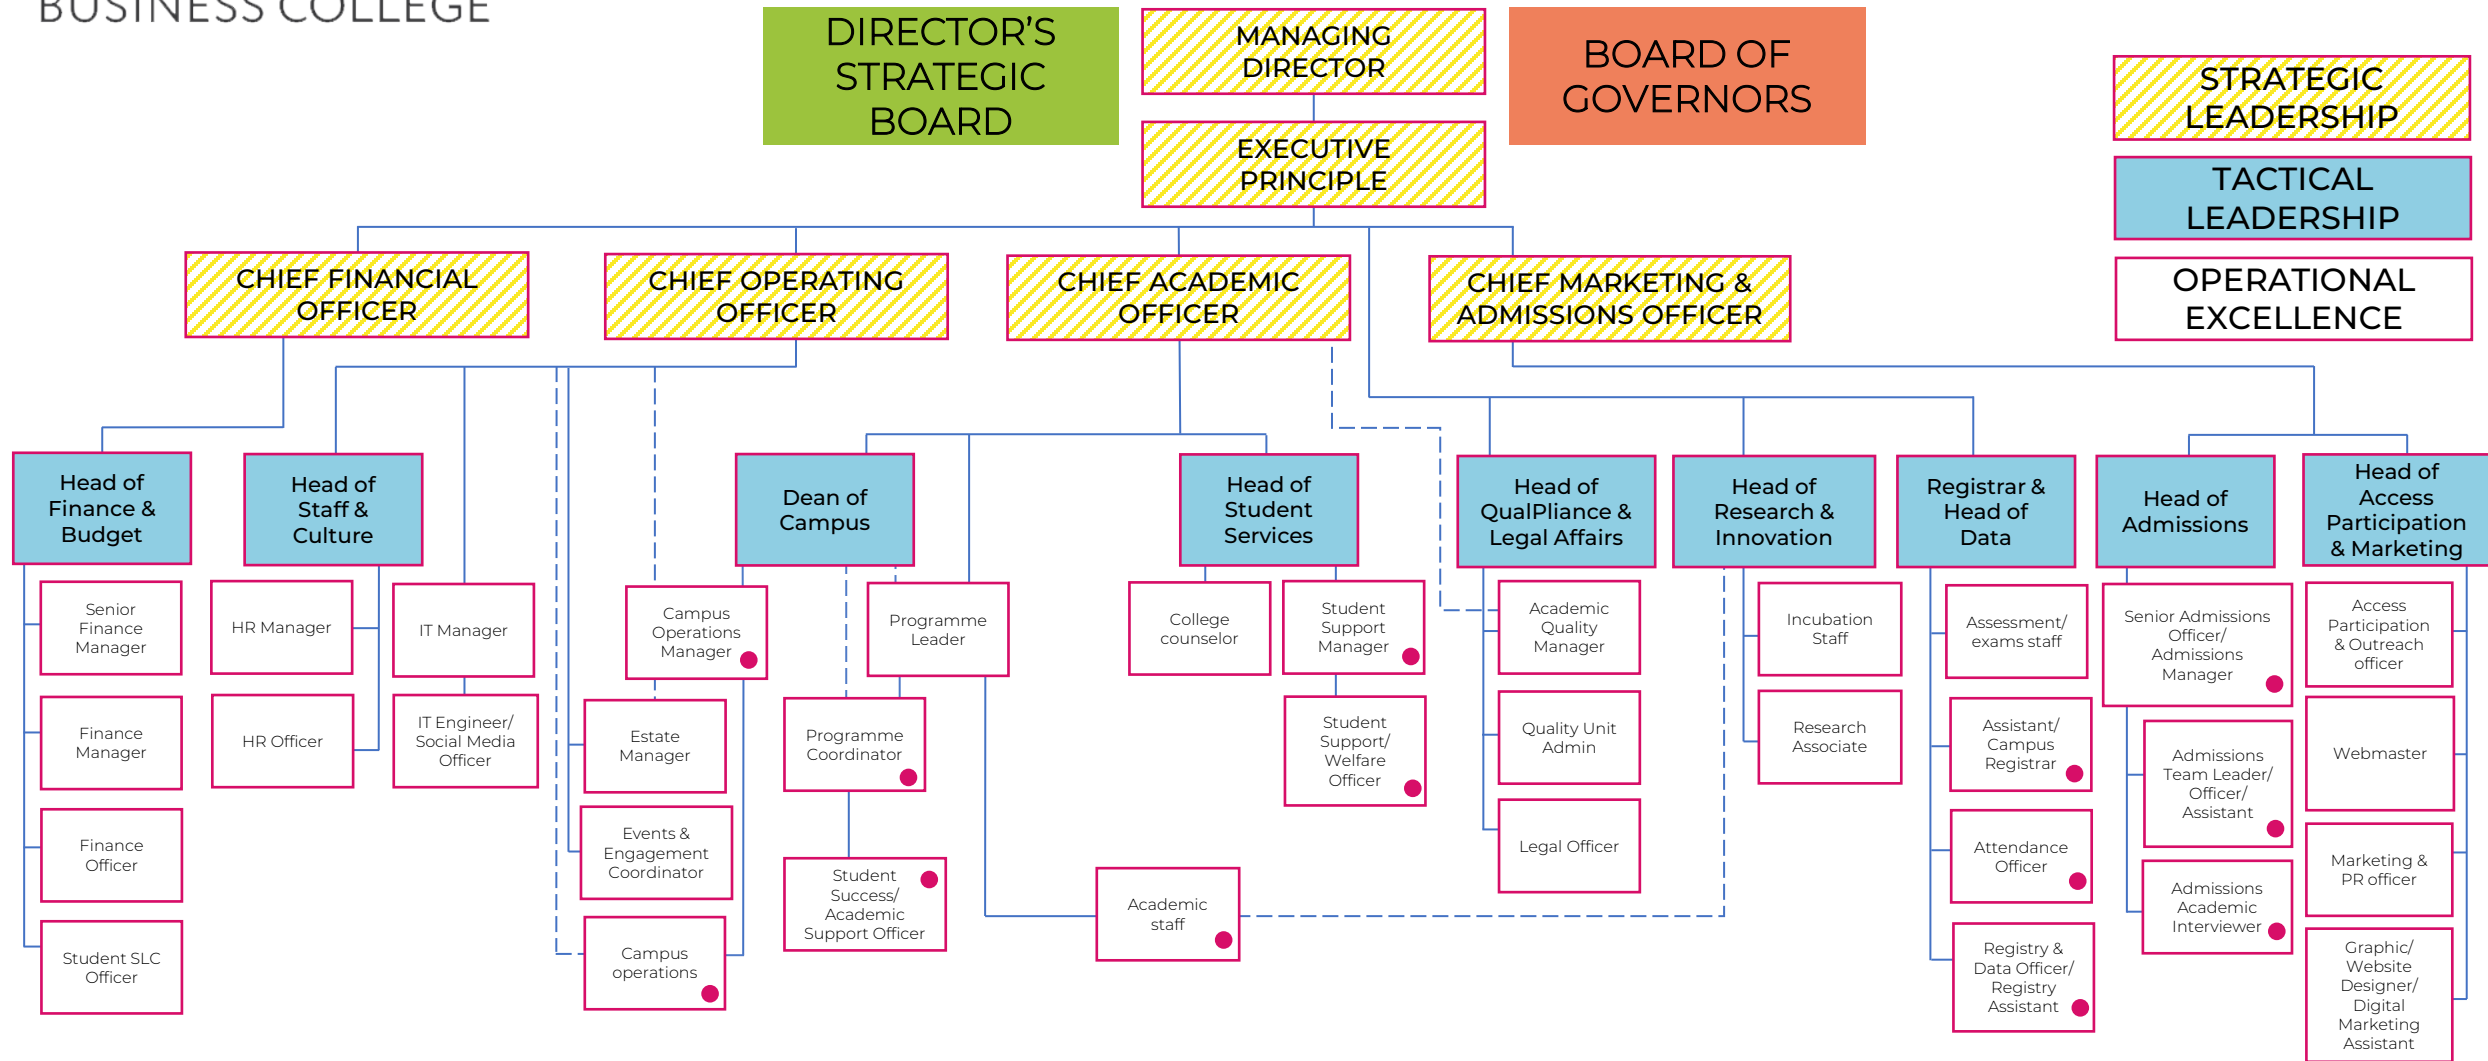 BUSINESS COLLEGE
DIRECTOR'S
STRATEGIC
BOARD
MANAGING
DIRECTOR
BOARD OF
GOVERNORS
EXECUTIVE
PRINCIPLE
STRATEGIC
LEADERSHIP
TACTICAL
LEADERSHIP
OPERATIONAL
EXCELLENCE
CHIEF FINANCIAL
OFFICER
CHIEF OPERATING
OFFICER
CHIEF ACADEMIC
OFFICER
CHIEF MARKETING &
ADMISSIONS OFFICER
Head of
Finance &
Budget
Head of
Staff &
Culture
Dean of
Campus
Head of
Student
Services
Head of
QualPliance &
Legal Affairs
Head of
Research &
Innovation
Registrar &
Head of
Data
Head of
Admissions
Head of
Access
Participation
& Marketing
Senior
Finance
Manager
HR Manager
IT Manager
Campus
Operations
Manager
Programme
Leader
College
counselor
Student
Support
Manager
Academic
Quality
Manager
Incubation
Staff
Assessment/
exams staff
Senior Admissions
Officer/
Admissions
Manager
Access
Participation
& Outreach
officer
Finance
Manager
HR Officer
IT Engineer/
Social Media
Officer
Estate
Manager
Programme
Coordinator
Student
Support/
Welfare
Officer
Quality Unit
Admin
Research
Associate
Assistant/
Campus
Registrar
Admissions
Team Leader/
Officer/
Assistant
Webmaster
Finance
Officer
Events &
Engagement
Coordinator
Student
Success/
Academic
Support Officer
Academic
staff
Legal Officer
Attendance
Officer
Admissions
Academic
Interviewer
Marketing &
PR officer
Student SLC
Officer
Campus
operations
Registry &
Data Officer/
Registry
Assistant
Graphic/
Website
Designer/
Digital
Marketing
Assistant